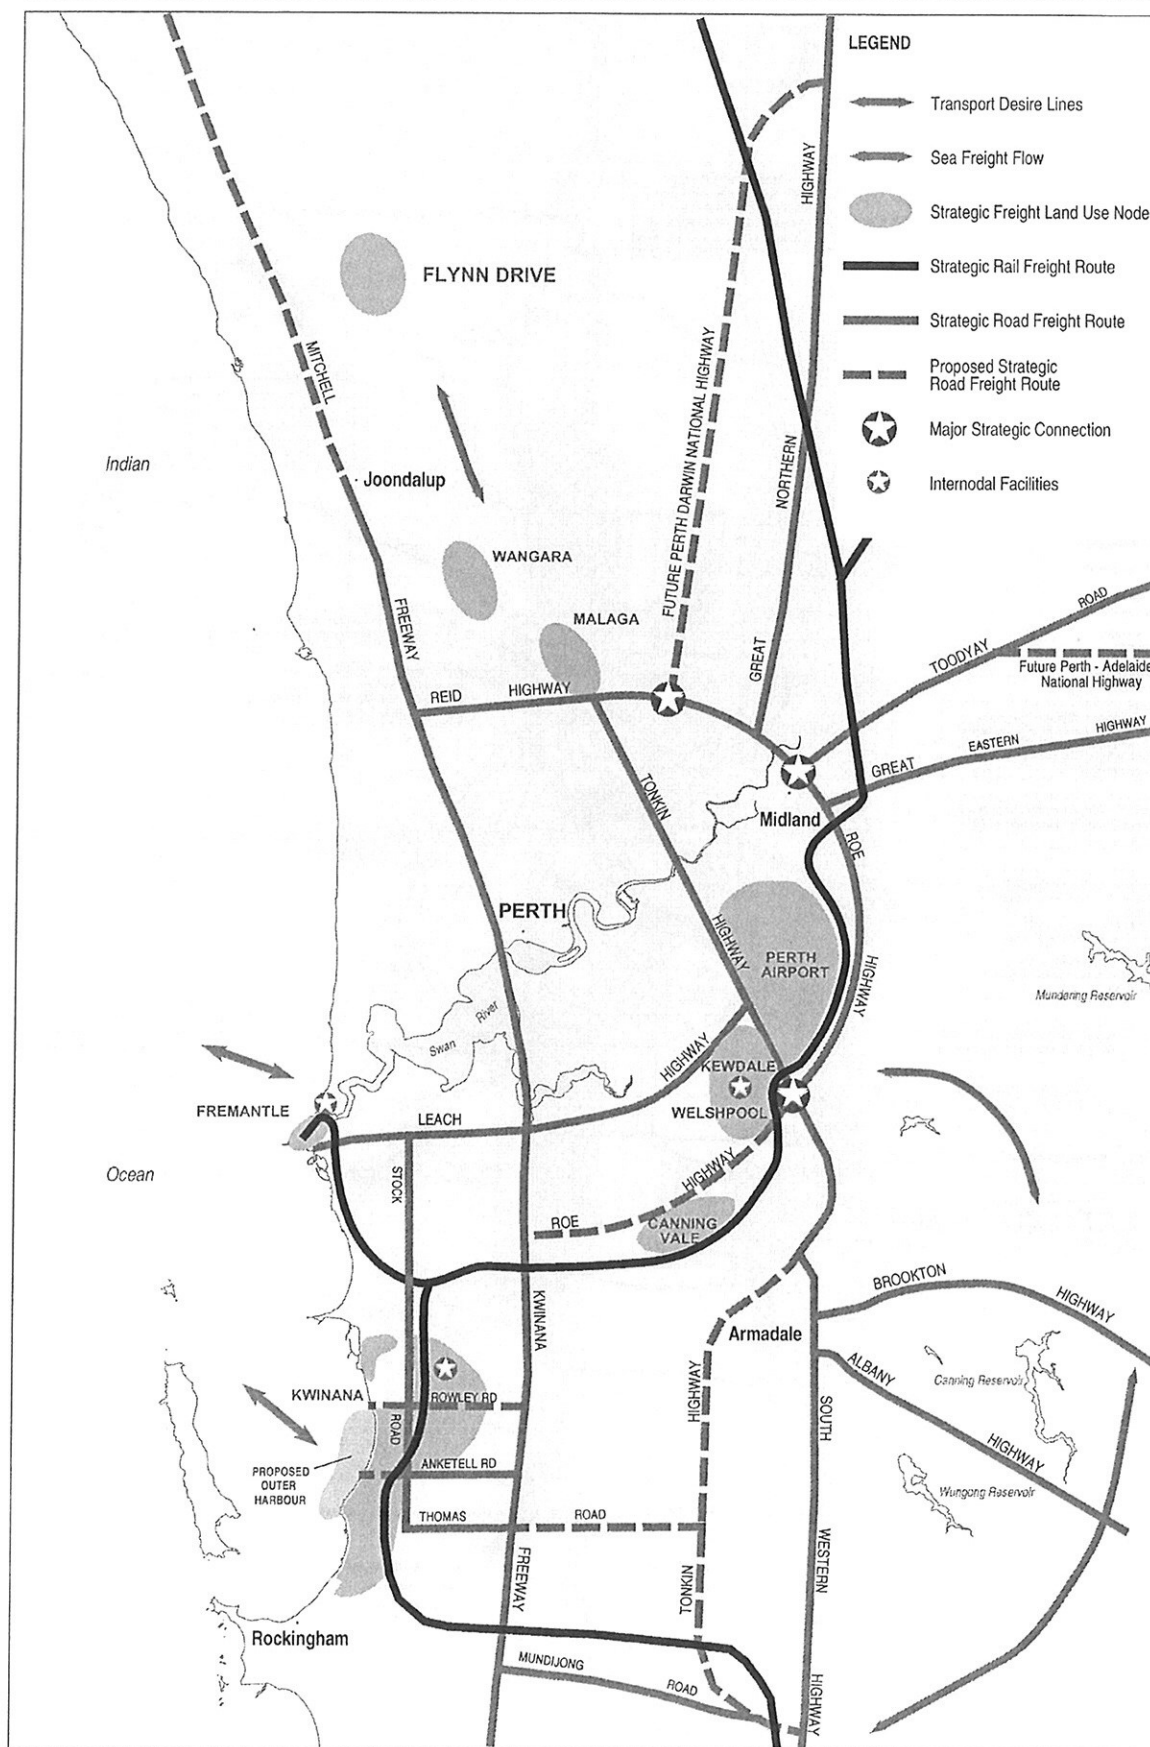 LEGEND
Transport Desire Lines
Sea Freight Flow
Strategic Freight Land Use Node
Strategic Rail Freight Route
Strategic Road Freight Route
Proposed Strategic
Road Freight Route
Major Strategic Connection
Internodal Facilities
HIGHWAY
NORTHERN
GREAT
FLYNN DRIVE
MITCHELL
FREEWAY
FUTURE PERTH DARWIN NATIONAL HIGHWAY
Indian
Joondalup
WANGARA
MALAGA
REID
HIGHWAY
TOODYAY
ROAD
Future Perth - Adelaide
National Highway
GREAT
EASTERN
HIGHWAY
TONKIN
HIGHWAY
Midland
ROE
HIGHWAY
PERTH
PERTH
AIRPORT
Mundaring Reservoir
Swan
River
HIGHWAY
KEWDALE
WELSHPOOL
FREMANTLE
LEACH
Ocean
STOCK
ROAD
ROE
HIGHWAY
CANNING
VALE
KWINANA
FREEWAY
BROOKTON
HIGHWAY
Armadale
ALBANY
HIGHWAY
Canning Reservoir
Wungong Reservoir
KWINANA
ROWLEY RD
PROPOSED
OUTER
HARBOUR
ANKETELL RD
THOMAS
ROAD
HIGHWAY
TONKIN
SOUTH
WESTERN
HIGHWAY
Rockingham
MUNDIJONG
ROAD